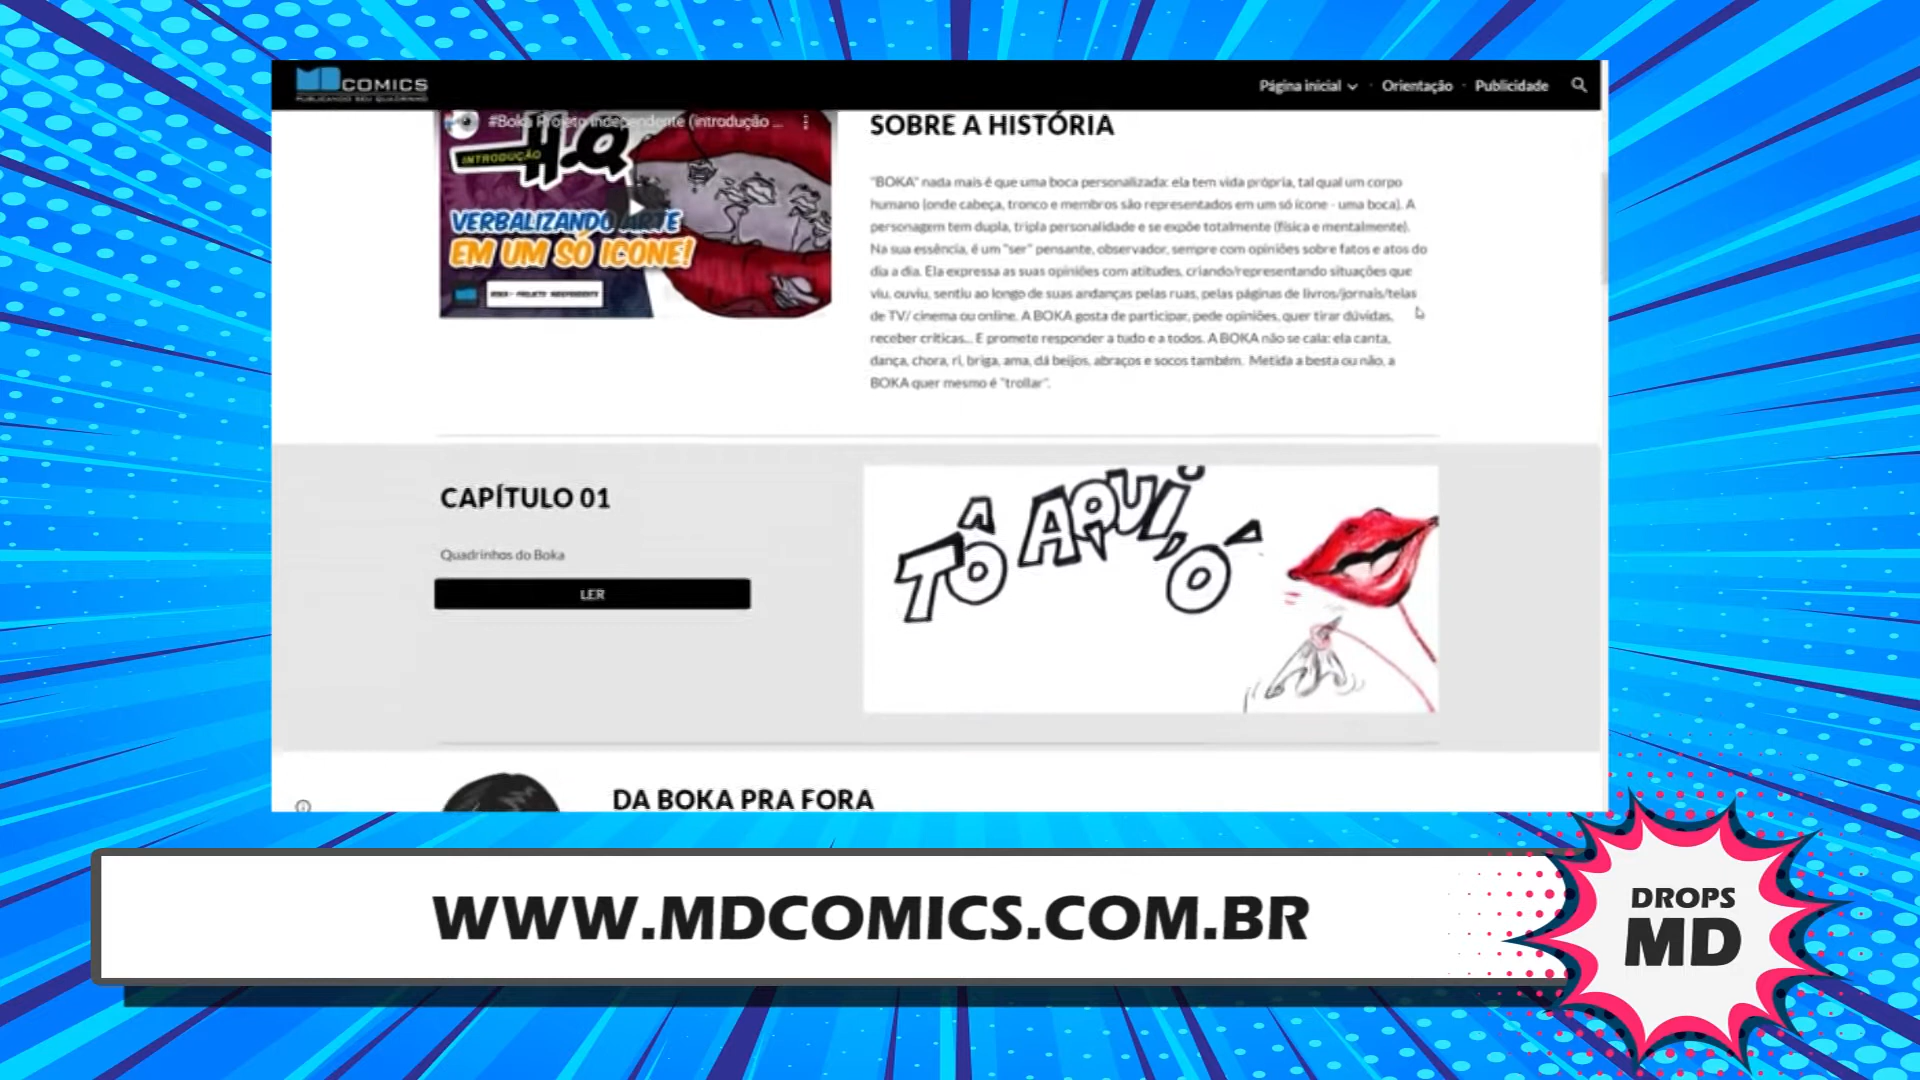 MD COMICS
PUBLICANDO SEU QUADRINHO
Página inicial
Orientação
Publicidade
#Boka Projeto Independente (introdução ...
INTRODUÇÃO
H.Q
VERBALIZANDO ARTE
EM UM SÓ ICONE!
BOKA - PROJETO INDEPENDENTE
SOBRE A HISTÓRIA
"BOKA" nada mais é que uma boca personalizada: ela tem vida própria, tal qual um corpo
humano (onde cabeça, tronco e membros são representados em um só ícone - uma boca). A
personagem tem dupla, tripla personalidade e se expõe totalmente (física e mentalmente).
Na sua essência, é um "ser" pensante, observador, sempre com opiniões sobre fatos e atos do
dia a dia. Ela expressa as suas opiniões com atitudes, criando/representando situações que
viu, ouviu, sentiu ao longo de suas andanças pelas ruas, pelas páginas de livros/jornais/telas
de TV/ cinema ou online. A BOKA gosta de participar, pede opiniões, quer tirar dúvidas,
receber críticas... E promete responder a tudo e a todos. A BOKA não se cala: ela canta,
dança, chora, ri, briga, ama, dá beijos, abraços e socos também. Metida a besta ou não, a
BOKA quer mesmo é "trollar".
CAPÍTULO 01
Quadrinhos do Boka
LER
TÔ AQUI, Ó
DA BOKA PRA FORA
WWW.MDCOMICS.COM.BR
DROPS
MD